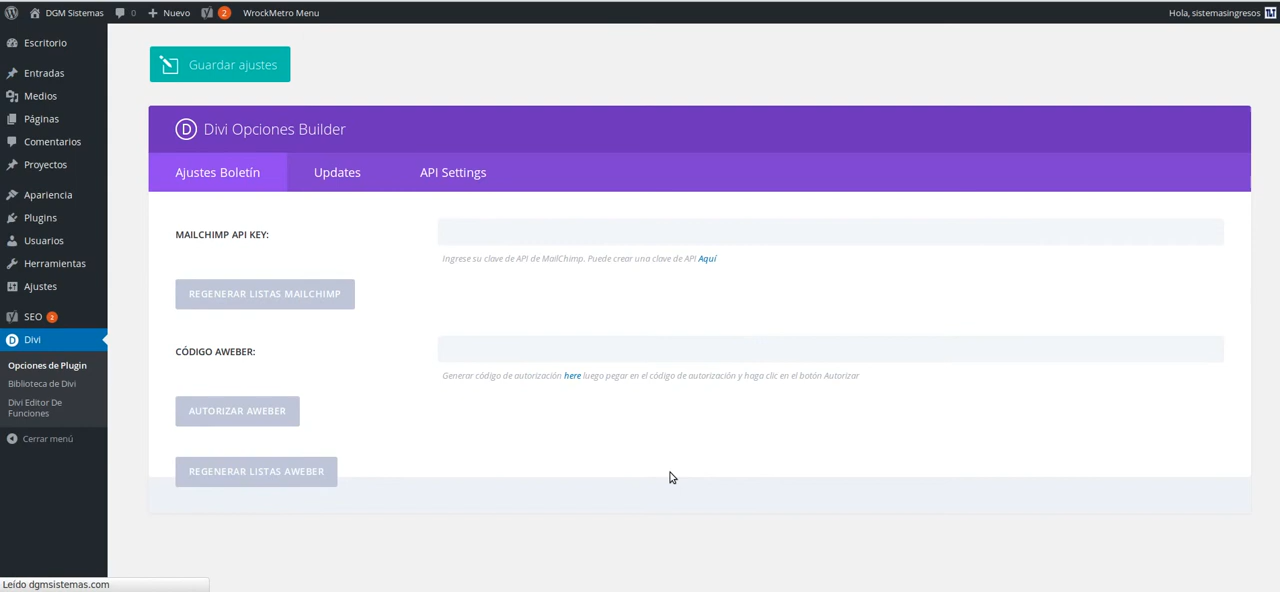 DGM Sistemas 0 Nuevo 2 WrockMetro Menu Hola, sistemasingresos
Escritorio
Entradas
Medios
Páginas
Comentarios
Proyectos
Apariencia
Plugins
Usuarios
Herramientas
Ajustes
SEO 2
Divi
Opciones de Plugin
Biblioteca de Divi
Divi Editor De
Funciones
Cerrar menú
Guardar ajustes
Divi Opciones Builder
Ajustes Boletín Updates API Settings
MAILCHIMP API KEY:
Ingrese su clave de API de MailChimp. Puede crear una clave de API Aquí
REGENERAR LISTAS MAILCHIMP
CÓDIGO AWEBER:
Generar código de autorización here luego pegar en el código de autorización y haga clic en el botón Autorizar
AUTORIZAR AWEBER
REGENERAR LISTAS AWEBER
Leído dgmsistemas.com